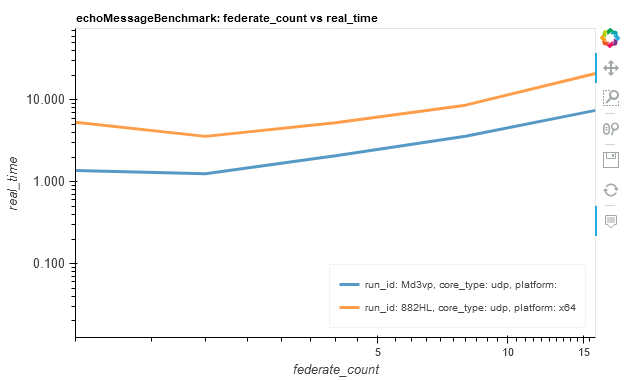 echoMessageBenchmark: federate_count vs real_time
10.000
1.000
0.100
real_time
run_id: Md3vp, core_type: udp, platform:
run_id: 882HL, core_type: udp, platform: x64
5
10
15
federate_count